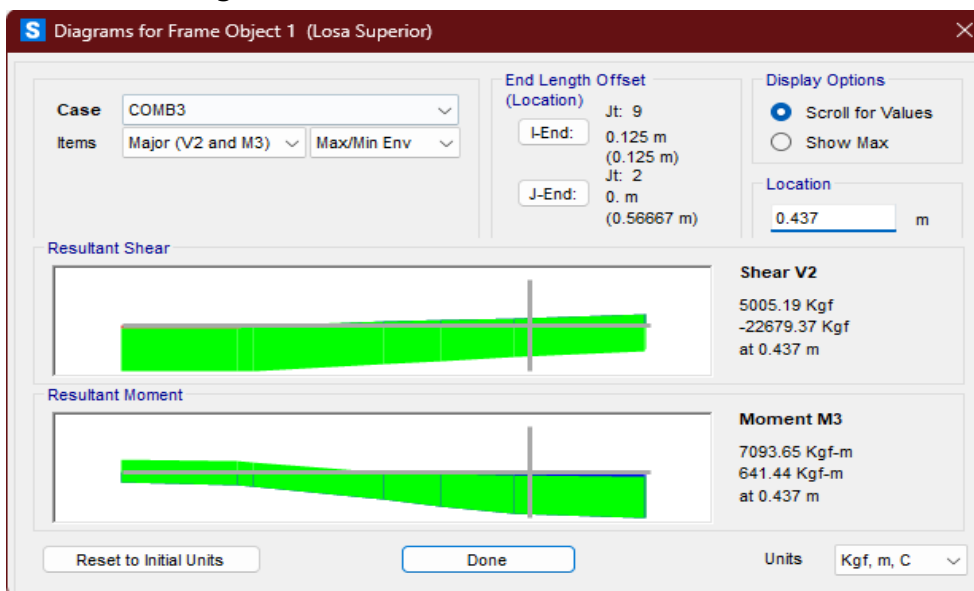 S Diagrams for Frame Object 1 (Losa Superior)
Case COMB3
Items Major (V2 and M3) Max/Min Env
End Length Offset
(Location)
Jt: 9
I-End: 0.125 m
(0.125 m)
Jt: 2
J-End: 0. m
(0.56667 m)
Display Options
Scroll for Values
Show Max
Location
0.437 m
Resultant Shear
Shear V2
5005.19 Kgf
-22679.37 Kgf
at 0.437 m
Resultant Moment
Moment M3
7093.65 Kgf-m
641.44 Kgf-m
at 0.437 m
Reset to Initial Units Done Units Kgf, m, C